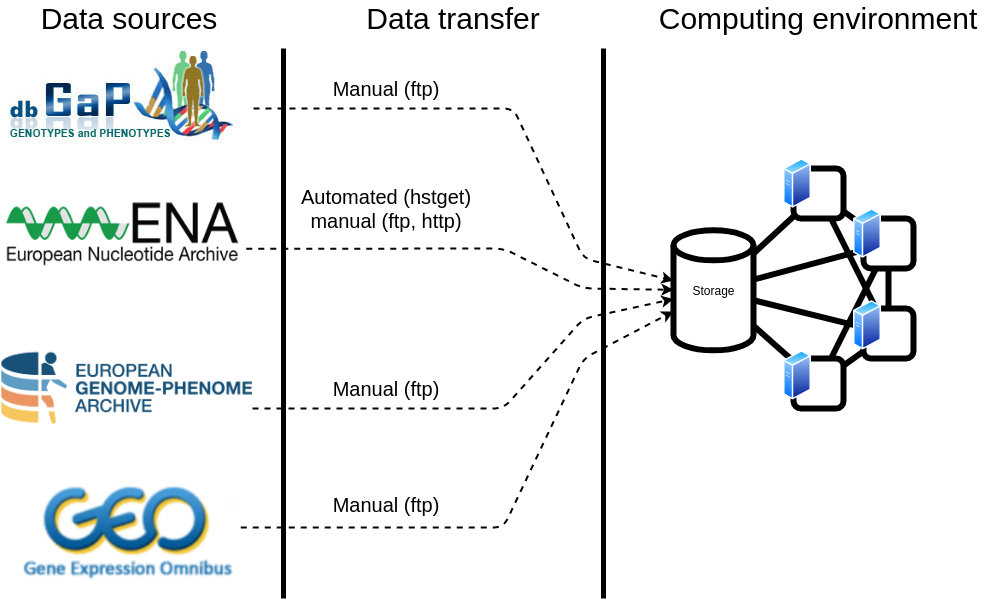 Data sources
Data transfer
Computing environment
db GaP
GENOTYPES and PHENOTYPES
Manual (ftp)
ENA
European Nucleotide Archive
Automated (hstget)
manual (ftp, http)
Storage
EUROPEAN
GENOME-PHENOME
ARCHIVE
Manual (ftp)
GEO
Gene Expression Omnibus
Manual (ftp)